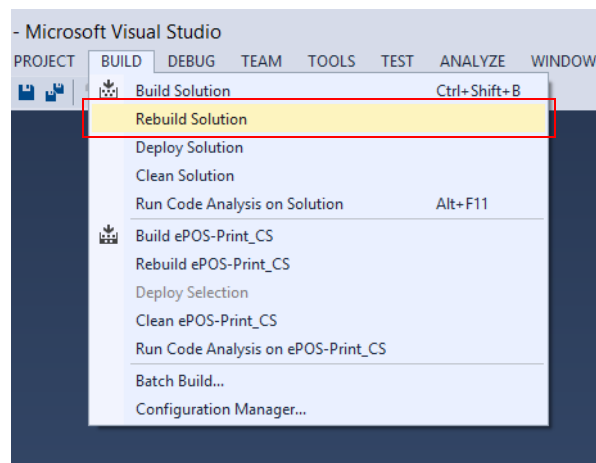 - Microsoft Visual Studio
PROJECT BUILD DEBUG TEAM TOOLS TEST ANALYZE WINDOW
Build Solution Ctrl+Shift+B
Rebuild Solution
Deploy Solution
Clean Solution
Run Code Analysis on Solution Alt+F11
Build ePOS-Print_CS
Rebuild ePOS-Print_CS
Deploy Selection
Clean ePOS-Print_CS
Run Code Analysis on ePOS-Print_CS
Batch Build...
Configuration Manager...